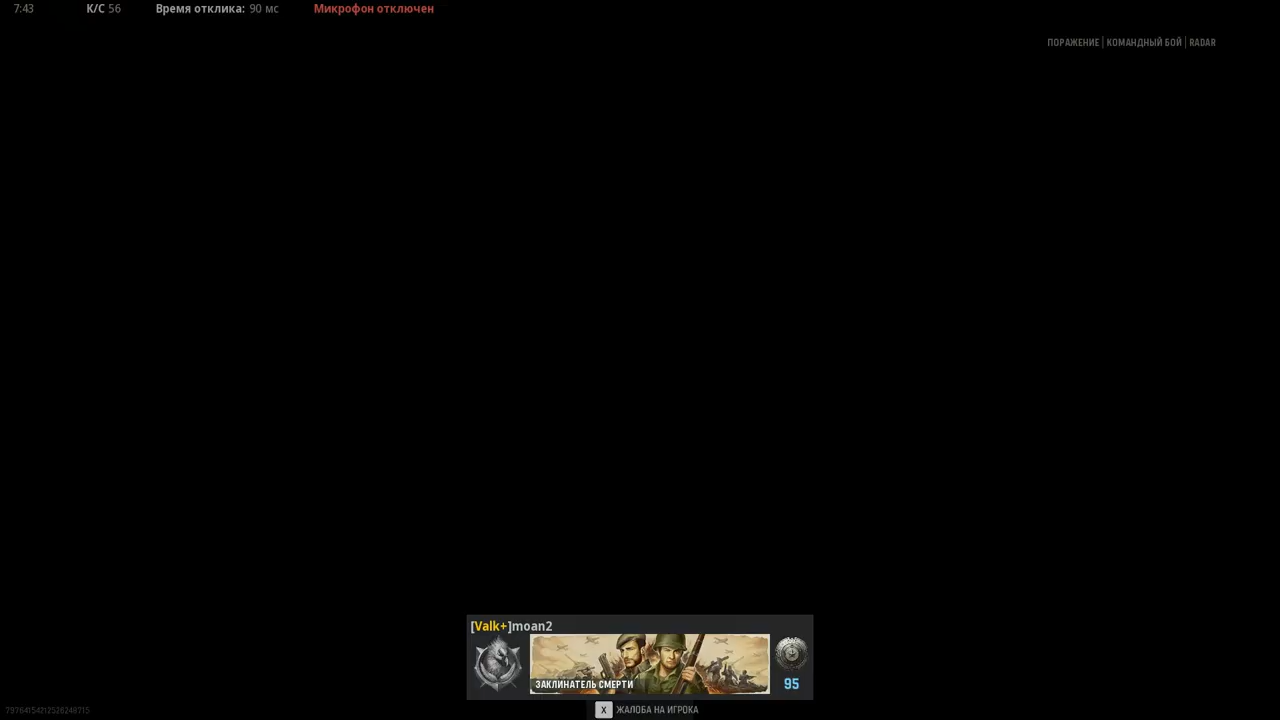 7:43 К/С 56 Время отклика: 90 мс Микрофон отключен
ПОРАЖЕНИЕ | КОМАНДНЫЙ БОЙ | RADAR
[Valk+]moan2
ЗАКЛИНАТЕЛЬ СМЕРТИ
95
X ЖАЛОБА НА ИГРОКА